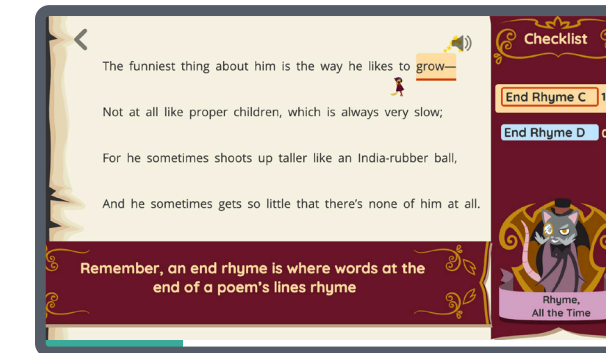 The funniest thing about him is the way he likes to grow—
Not at all like proper children, which is always very slow;
For he sometimes shoots up taller like an India-rubber ball,
And he sometimes gets so little that there's none of him at all.
Remember, an end rhyme is where words at the
end of a poem's lines rhyme
Checklist
End Rhyme C 1
End Rhyme D
Rhyme,
All the Time